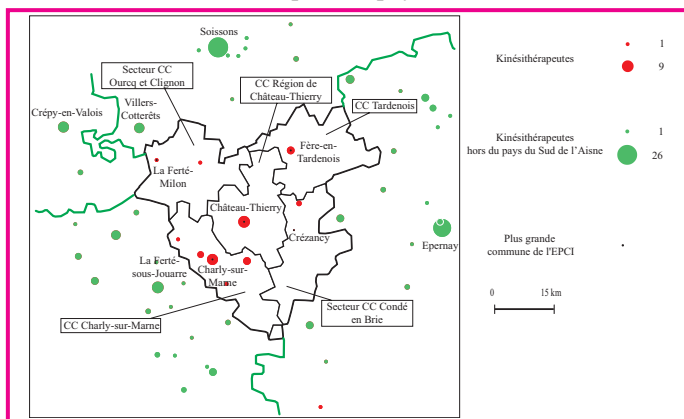 Soissons
Secteur CC
Ourcq et Clignon
CC Région de
Château-Thierry
CC Tardenois
Crépy-en-Valois
Villers-
Cotterêts
La Ferté-
Milon
Fère-en-
Tardenois
Château-Thierry
Crézancy
Epernay
La Ferté-
sous-Jouarre
Charly-sur-
Marne
CC Charly-sur-Marne
Secteur CC Condé
en Brie
Kinésithérapeutes
1
9
Kinésithérapeutes
hors du pays du Sud de l'Aisne
1
26
Plus grande
commune de l'EPCI
0
15 km